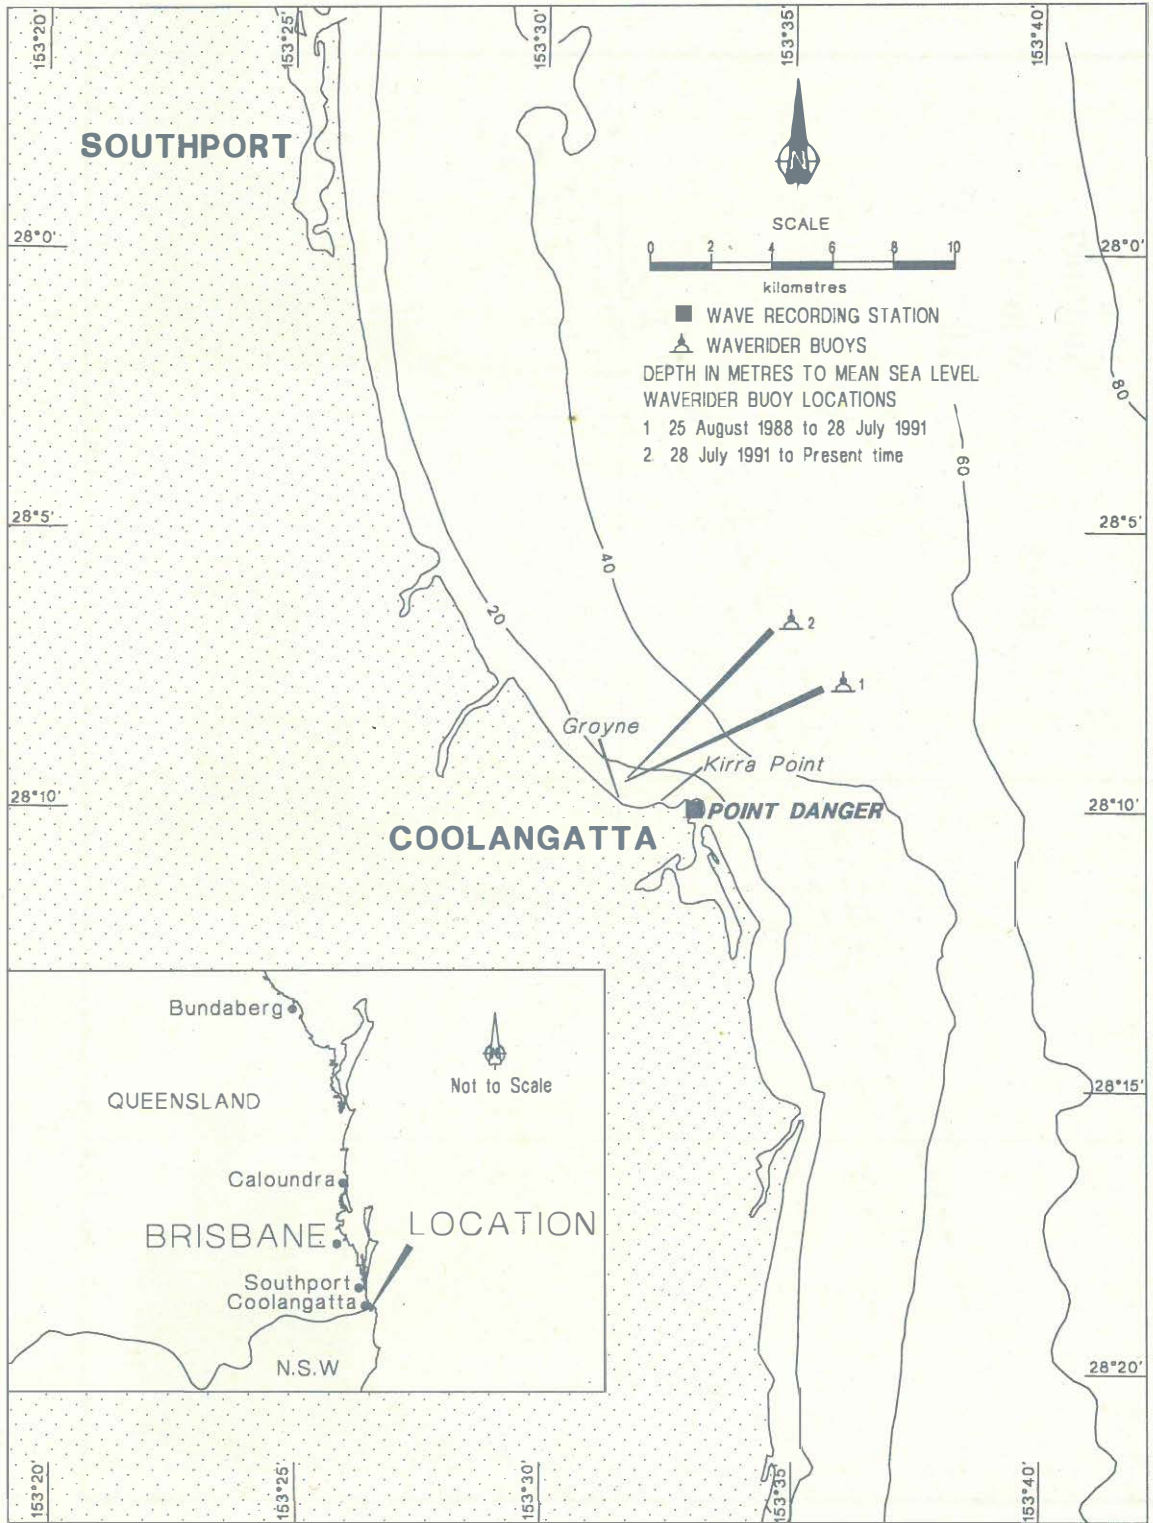 153°20'
153°25'
153°30'
153°35'
153°40'
SOUTHPORT
N
SCALE
0 2 4 6 8 10
kilometres
28°0'
28°0'
WAVE RECORDING STATION
WAVERIDER BUOYS
DEPTH IN METRES TO MEAN SEA LEVEL
WAVERIDER BUOY LOCATIONS
1 25 August 1988 to 28 July 1991
2 28 July 1991 to Present time
80
60
28°5'
28°5'
40
20
2
1
Groyne
Kirra Point
28°10'
28°10'
POINT DANGER
COOLANGATTA
Bundaberg
N
Not to Scale
QUEENSLAND
28°15'
Caloundra
LOCATION
BRISBANE
Southport
Coolangatta
N.S.W
28°20'
153°20'
153°25'
153°30'
153°35'
153°40'